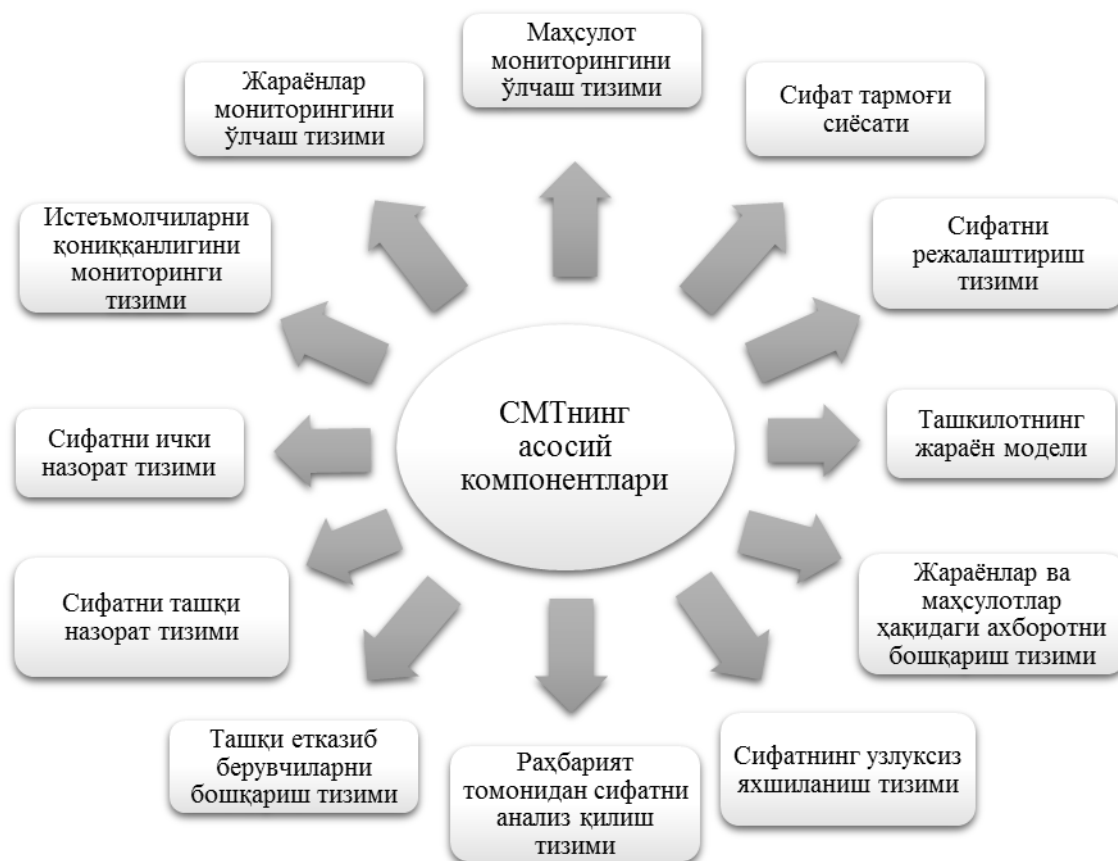 Маҳсулот
мониторингини
ўлчаш тизими
Жараёнлар
мониторингини
ўлчаш тизими
Сифат тармоғи
сиёсати
Истеъмолчиларни
қониққанлигини
мониторинги
тизими
Сифатни
режалаштириш
тизими
СМТнинг
асосий
компонентлари
Сифатни ички
назорат тизими
Ташкилотнинг
жараён модели
Сифатни ташқи
назорат тизими
Жараёнлар ва
маҳсулотлар
ҳақидаги ахборотни
бошқариш тизими
Ташқи етказиб
берувчиларни
бошқариш тизими
Раҳбарият
томонидан сифатни
анализ қилиш
тизими
Сифатнинг узлуксиз
яхшиланиш тизими